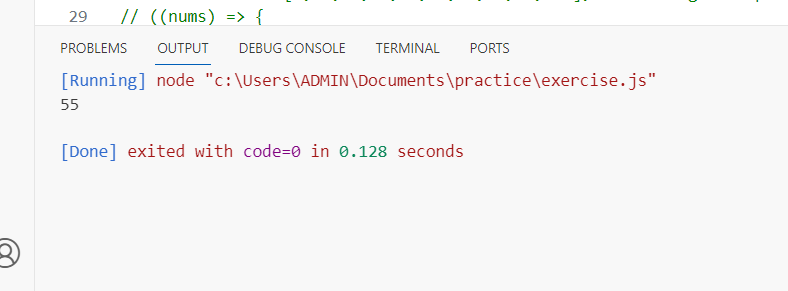 29 // ((nums) => {
PROBLEMS OUTPUT DEBUG CONSOLE TERMINAL PORTS
[Running] node "c:\Users\ADMIN\Documents\practice\exercise.js"
55
[Done] exited with code=0 in 0.128 seconds